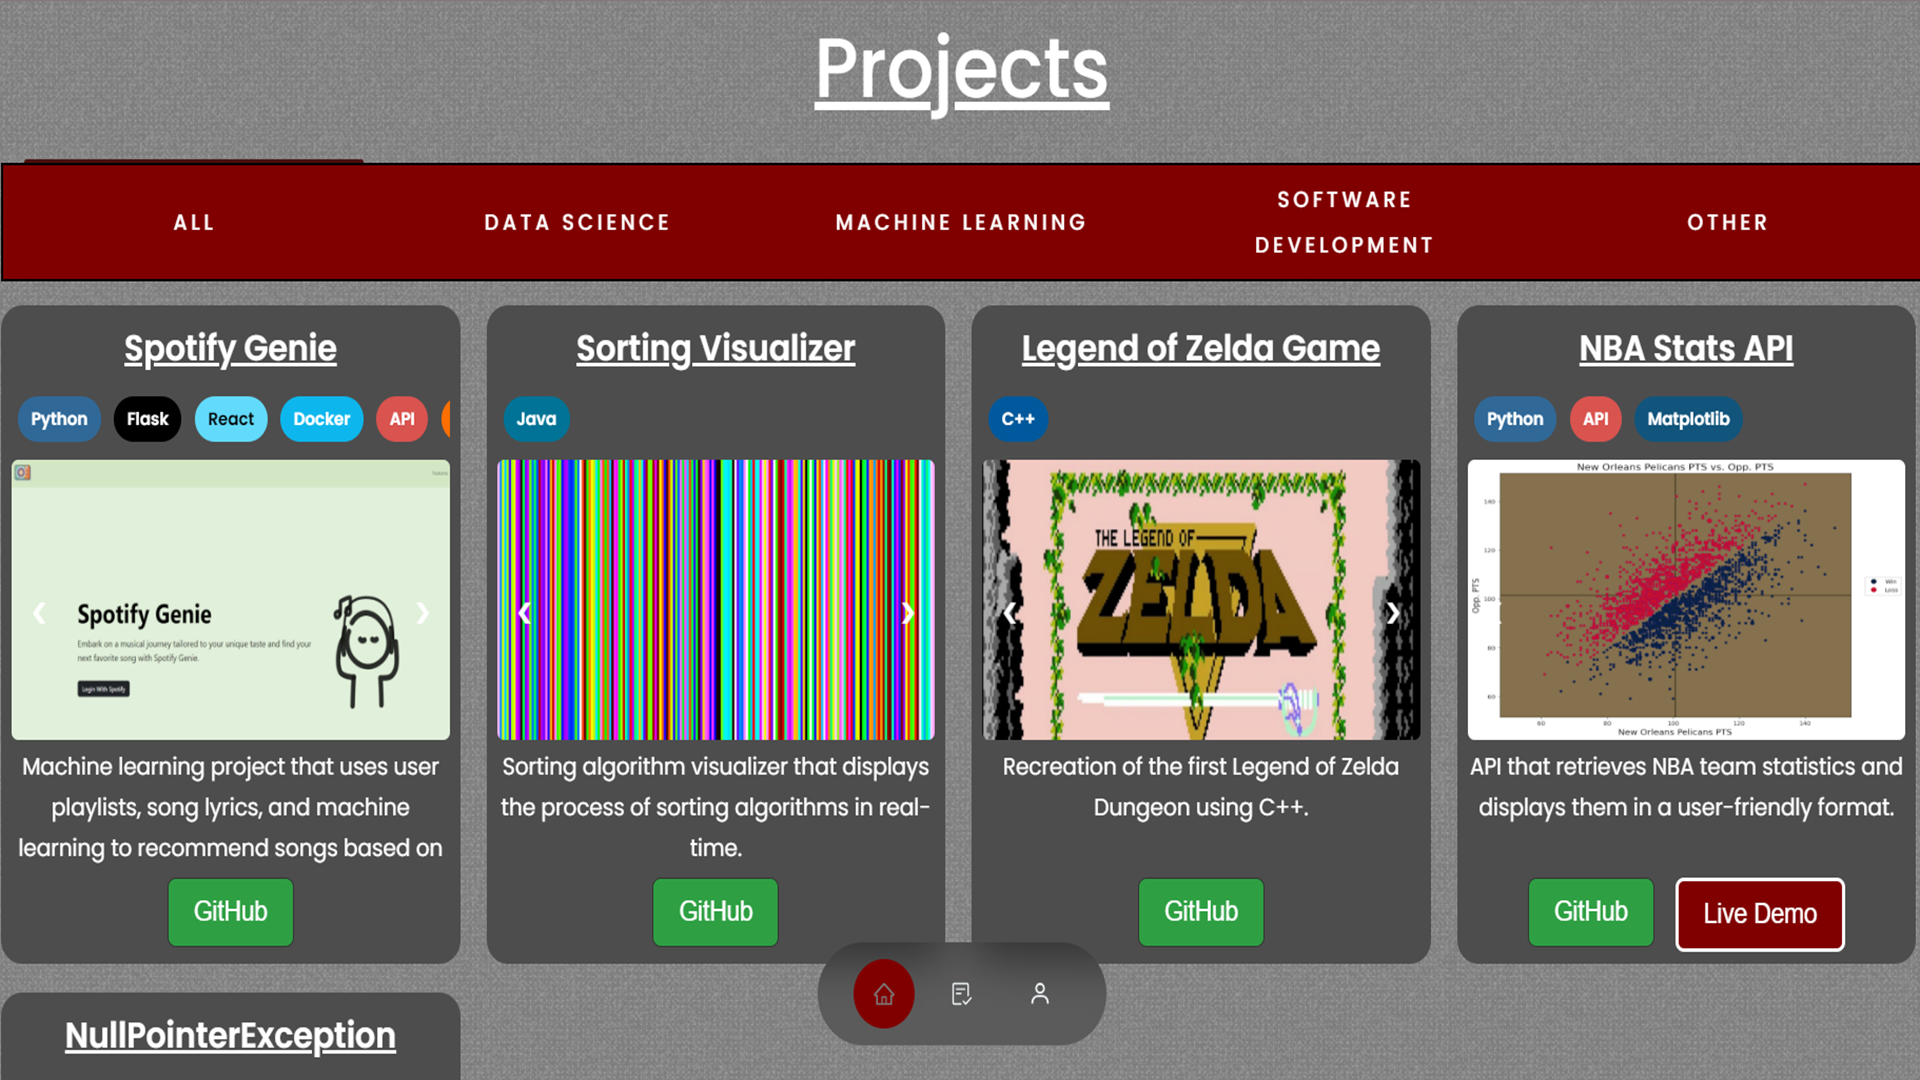 Projects
ALL
DATA SCIENCE
MACHINE LEARNING
SOFTWARE
DEVELOPMENT
OTHER
Spotify Genie
Python
Flask
React
Docker
API
Spotify Genie
Embark on a musical journey tailored to your unique taste and find your
next favorite song with Spotify Genie.
Login With Spotify
Machine learning project that uses user
playlists, song lyrics, and machine
learning to recommend songs based on
GitHub
Sorting Visualizer
Java
Sorting algorithm visualizer that displays
the process of sorting algorithms in real-
time.
GitHub
Legend of Zelda Game
C++
THE LEGEND OF
ZELDA
Recreation of the first Legend of Zelda
Dungeon using C++.
GitHub
NBA Stats API
Python
API
Matplotlib
New Orleans Pelicans PTS vs. Opp. PTS
Opp. PTS
140
120
100
80
60
Win
Loss
60
80
100
120
140
New Orleans Pelicans PTS
API that retrieves NBA team statistics and
displays them in a user-friendly format.
GitHub
Live Demo
NullPointerException